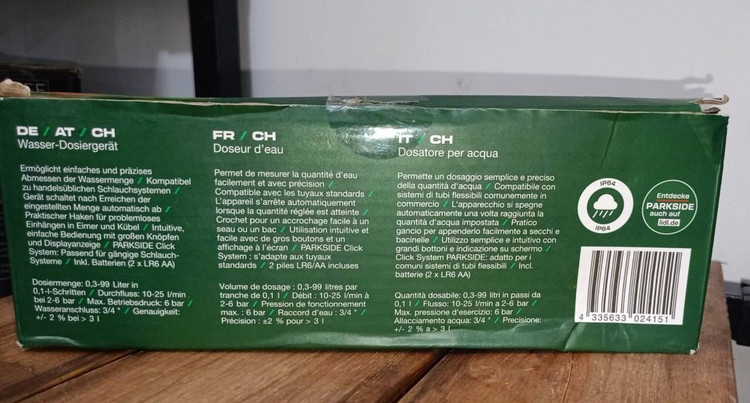 DE / AT / CH
Wasser-Dosiergerät
Ermöglicht einfaches und präzises
Abmessen der Wassermenge / Kompatibel
zu handelsüblichen Schlauchsystemen /
Gerät schaltet nach Erreichen der
eingestellten Menge automatisch ab /
Praktischer Haken für problemloses
Einhängen in Eimer und Kübel / Intuitive,
einfache Bedienung mit großen Knöpfen
und Displayanzeige / PARKSIDE Click
System: Passend für gängige Schlauch-
Systeme / Inkl. Batterien (2 x LR6 AA)
Dosiermenge: 0,3-99 Liter in
0,1-l-Schritten / Durchfluss: 10-25 l/min
bei 2-6 bar / Max. Betriebsdruck: 6 bar /
Wasseranschluss: 3/4 " / Genauigkeit:
+/- 2 % bei > 3 l
FR / CH
Doseur d'eau
Permet de mesurer la quantité d'eau
facilement et avec précision /
Compatible avec les tuyaux standards /
L'appareil s'arrête automatiquement
lorsque la quantité réglée est atteinte /
Crochet pour un accrochage facile à un
seau ou un bac / Utilisation intuitive et
facile avec de gros boutons et un
affichage à l'écran / PARKSIDE Click
System : s'adapte aux tuyaux
standards / 2 piles LR6/AA incluses
Volume de dosage : 0,3-99 litres par
tranche de 0,1 l / Débit : 10-25 l/min à
2-6 bar / Pression de fonctionnement
max. : 6 bar / Raccord d'eau : 3/4 " /
Précision : ±2 % pour > 3 l
IT / CH
Dosatore per acqua
Permette un dosaggio semplice e preciso
della quantità d'acqua / Compatibile con
sistemi di tubi flessibili comunemente in
commercio / L'apparecchio si spegne
automaticamente una volta raggiunta la
quantità d'acqua impostata / Pratico
gancio per appenderlo facilmente a secchi e
bacinelle / Utilizzo semplice e intuitivo con
grandi bottoni e indicazione su schermo /
Click System PARKSIDE: adatto per i
comuni sistemi di tubi flessibili / Incl.
batterie (2 x LR6 AA)
Quantità dosabile: 0,3-99 litri in passi da
0,1 l / Flusso: 10-25 l/min a 2-6 bar /
Max. pressione d'esercizio: 6 bar /
Allacciamento acqua: 3/4 " / Precisione:
+/- 2 % a > 3 l
IP64
IP64
Entdecke
PARKSIDE
auch auf
lidl.de
4 335633 024151